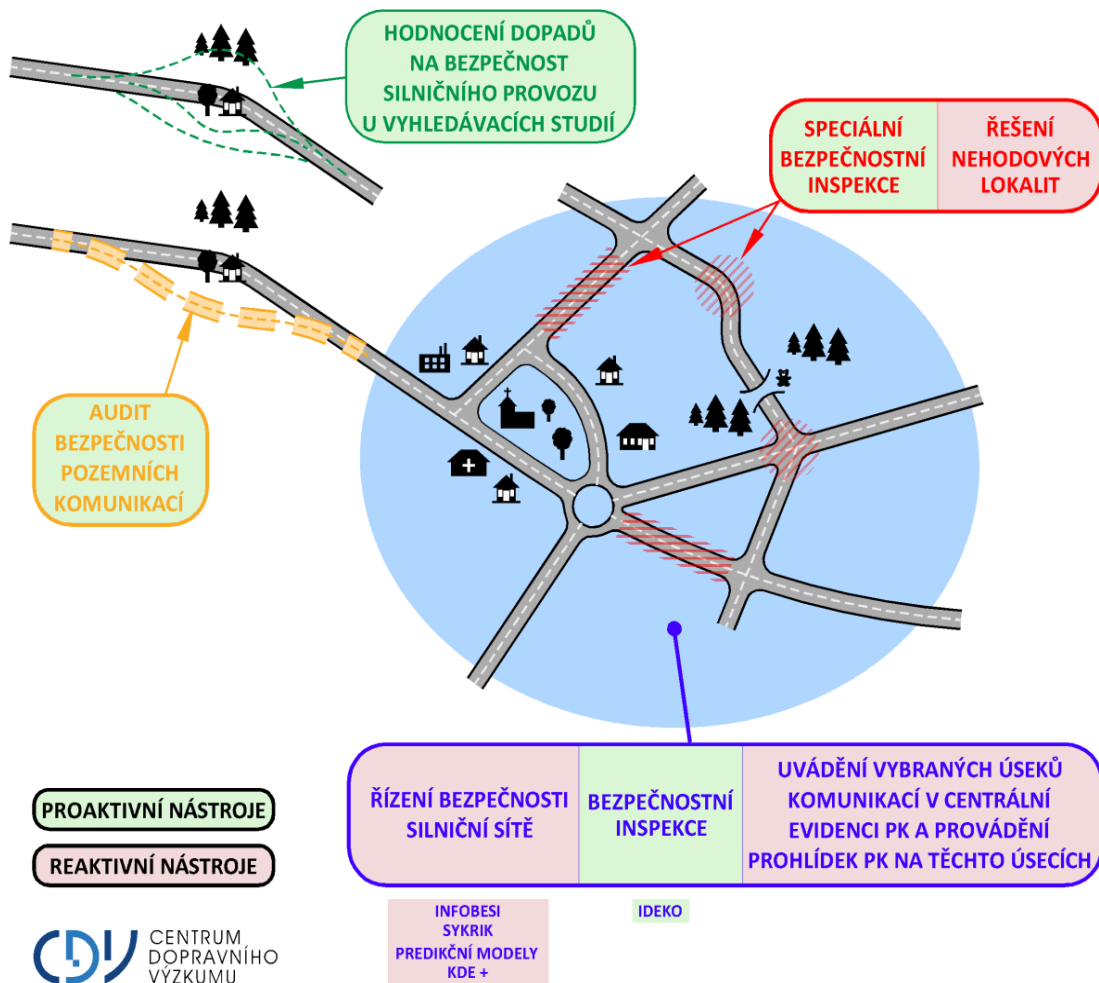 HODNOCENÍ DOPADŮ
NA BEZPEČNOST
SILNIČNÍHO PROVOZU
U VYHLEDÁVACÍCH STUDIÍ
SPECIÁLNÍ
BEZPEČNOSTNÍ
INSPEKCE
ŘEŠENÍ
NEHODOVÝCH
LOKALIT
AUDIT
BEZPEČNOSTI
POZEMNÍCH
KOMUNIKACÍ
ŘÍZENÍ BEZPEČNOSTI
SILNIČNÍ SÍTĚ
BEZPEČNOSTNÍ
INSPEKCE
UVÁDĚNÍ VYBRANÝCH ÚSEKŮ
KOMUNIKACÍ V CENTRÁLNÍ
EVIDENCI PK A PROVÁDĚNÍ
PROHLÍDEK PK NA TĚCHTO ÚSECÍCH
PROAKTIVNÍ NÁSTROJE
REAKTIVNÍ NÁSTROJE
INFOBESI
SYKRIK
PREDIKČNÍ MODELY
KDE +
IDEKO
CDV
CENTRUM
DOPRAVNÍHO
VÝZKUMU